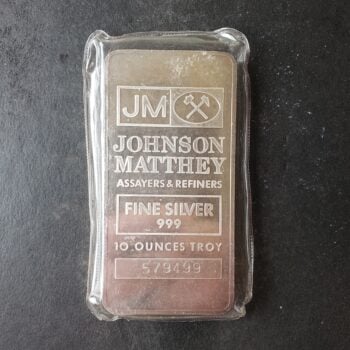 JM
JOHNSON
MATTHEY
ASSAYERS & REFINERS
FINE SILVER
999
10 OUNCES TROY
579499